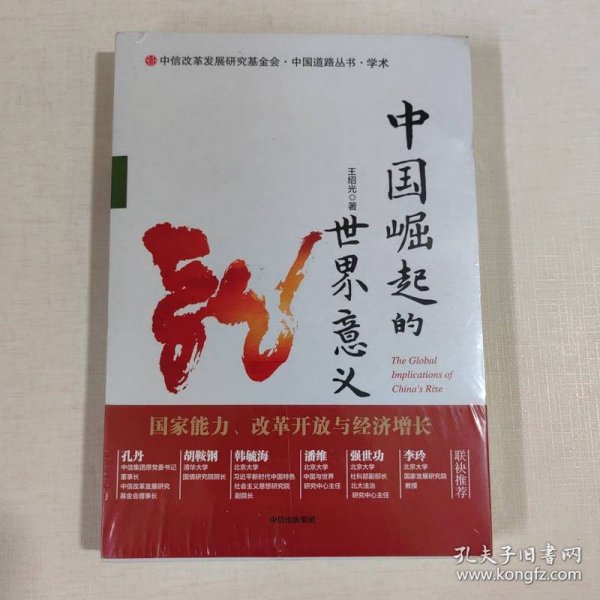 中信改革发展研究基金会·中国道路丛书·学术
中国崛起的
世界意义
王绍光◎著
The Global
Implications of
China's Rise
国家能力、改革开放与经济增长
孔丹
中信集团原党委书记
董事长
中信改革发展研究
基金会理事长
胡鞍钢
清华大学
国情研究院院长
韩毓海
北京大学
习近平新时代中国特色
社会主义思想研究院
副院长
潘维
北京大学
中国与世界
研究中心主任
强世功
北京大学
社科部副部长
北大法治
研究中心主任
李玲
北京大学
国家发展研究院
教授
联袂推荐
中信出版集团
孔夫子旧书网
www.kongfz.com